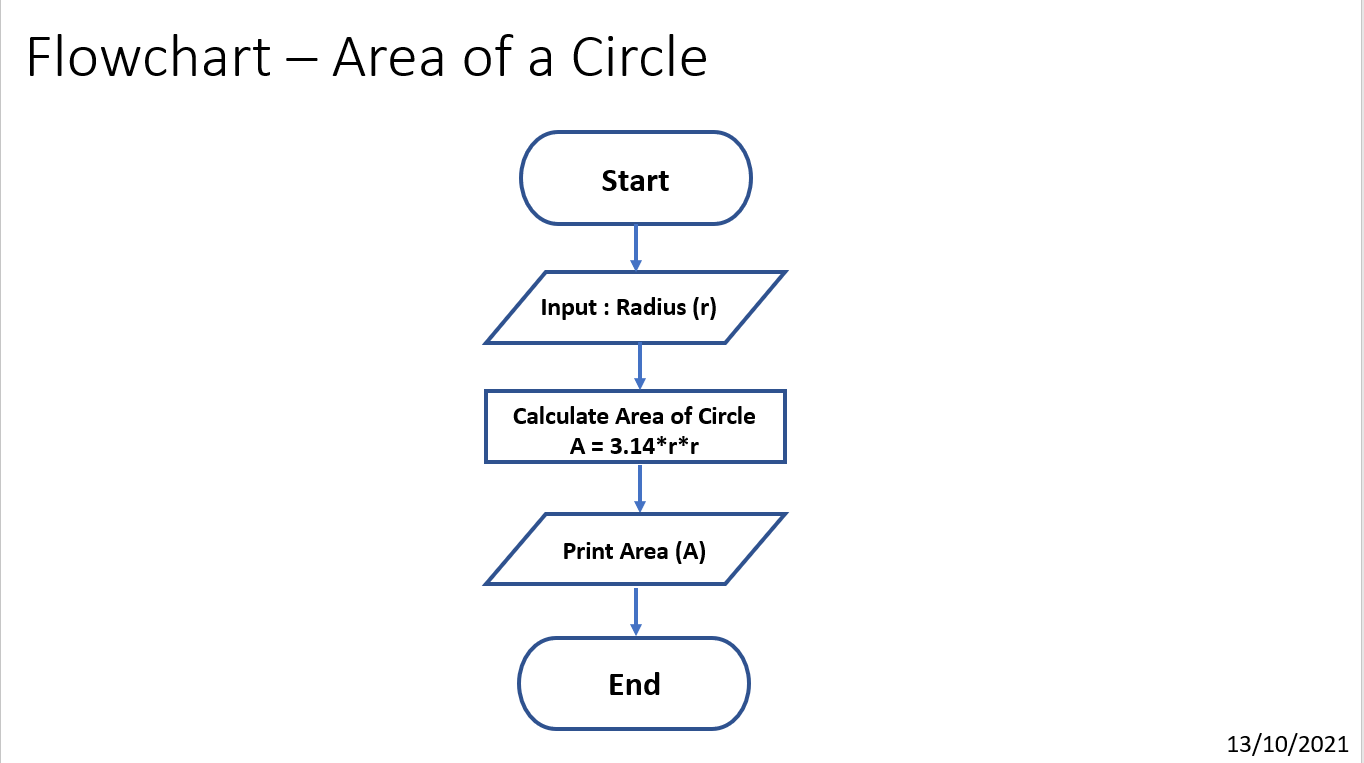 Flowchart – Area of a Circle
Start
Input : Radius (r)
Calculate Area of Circle
A = 3.14*r*r
Print Area (A)
End
13/10/2021